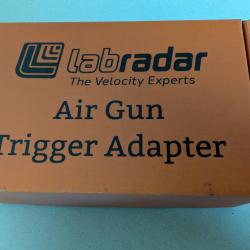 labradar
The Velocity Experts
Air Gun
Trigger Adapter